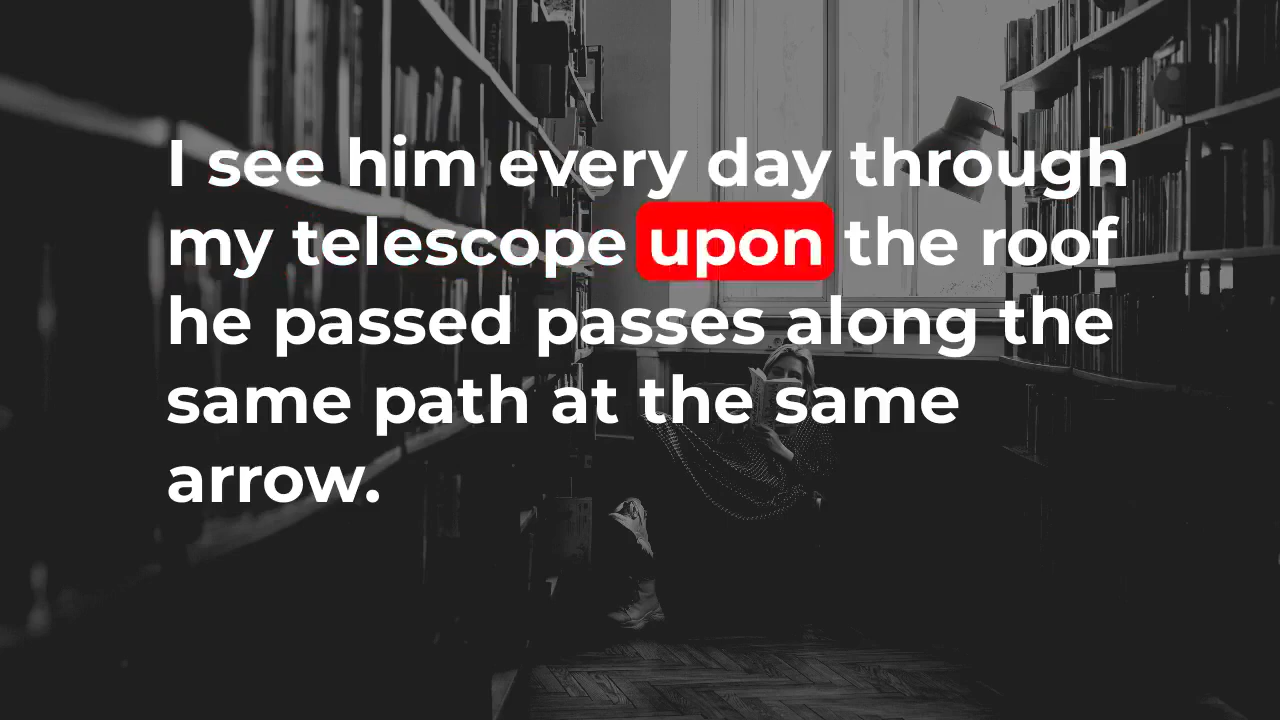 I see him every day through
my telescope upon the roof
he passed passes along the
same path at the same
arrow.